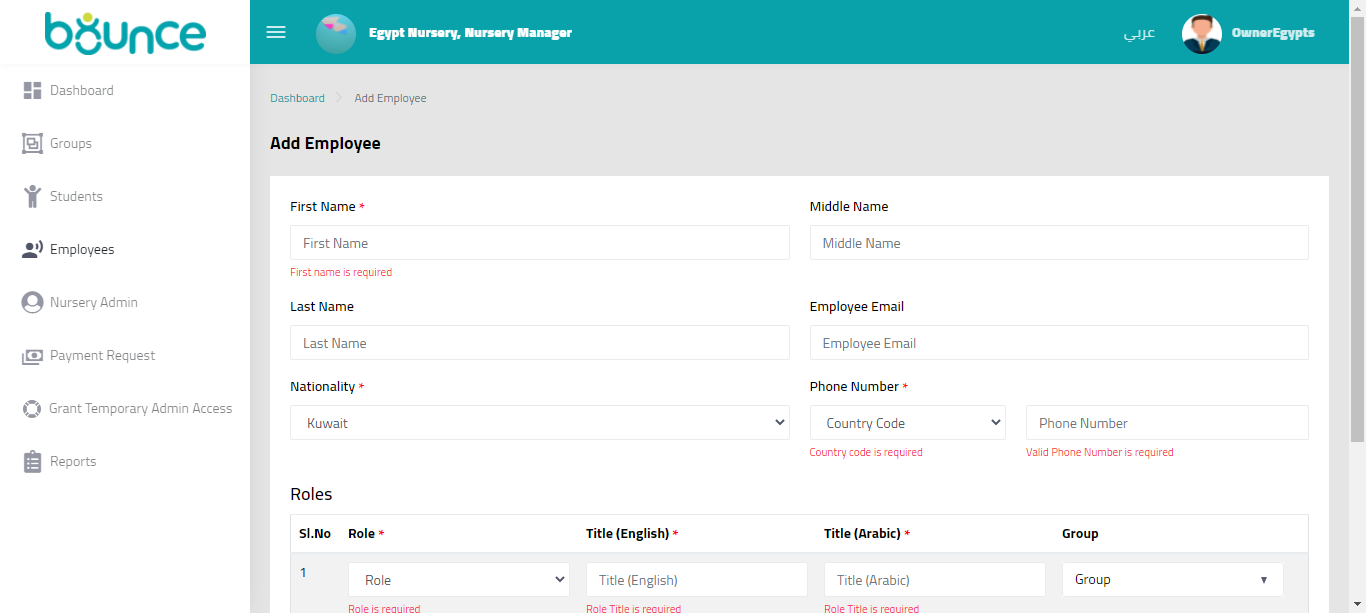 bounce
Egypt Nursery, Nursery Manager
عربي
OwnerEgypts
Dashboard
Groups
Students
Employees
Nursery Admin
Payment Request
Grant Temporary Admin Access
Reports
Dashboard > Add Employee
Add Employee
First Name *
First Name
First name is required
Middle Name
Middle Name
Last Name
Last Name
Employee Email
Employee Email
Nationality *
Kuwait
Phone Number *
Country Code
Country code is required
Phone Number
Valid Phone Number is required
Roles
Sl.No Role * Title (English) * Title (Arabic) * Group
1 Role Title (English) Title (Arabic) Group
Role is required Role Title is required Role Title is required